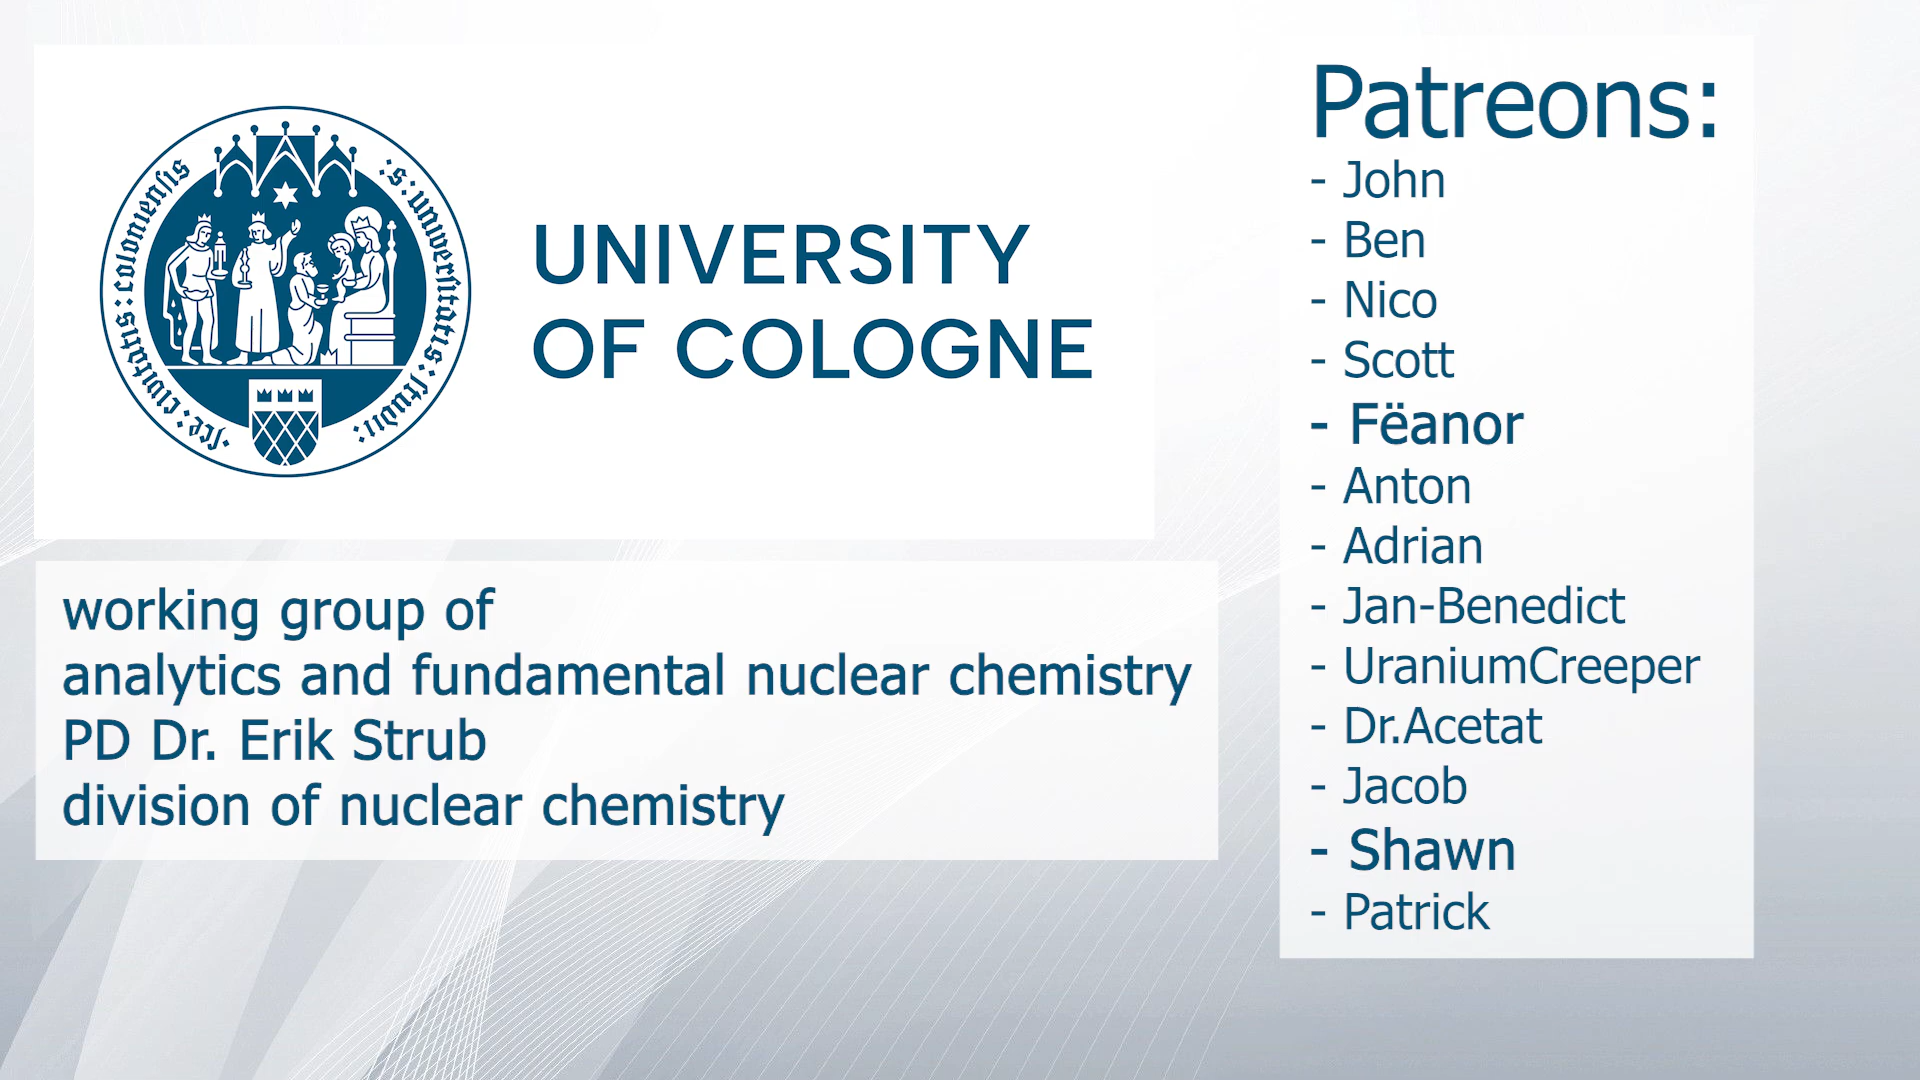 UNIVERSITY
OF COLOGNE
working group of
analytics and fundamental nuclear chemistry
PD Dr. Erik Strub
division of nuclear chemistry
Patreons:
- John
- Ben
- Nico
- Scott
- Fëanor
- Anton
- Adrian
- Jan-Benedict
- UraniumCreeper
- Dr.Acetat
- Jacob
- Shawn
- Patrick